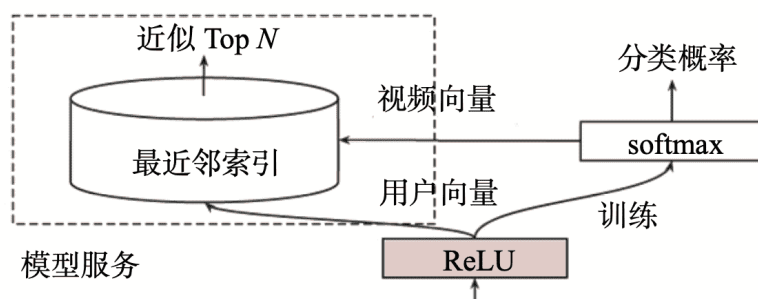 近似 Top N
分类概率
视频向量
softmax
最近邻索引
用户向量
训练
模型服务
ReLU